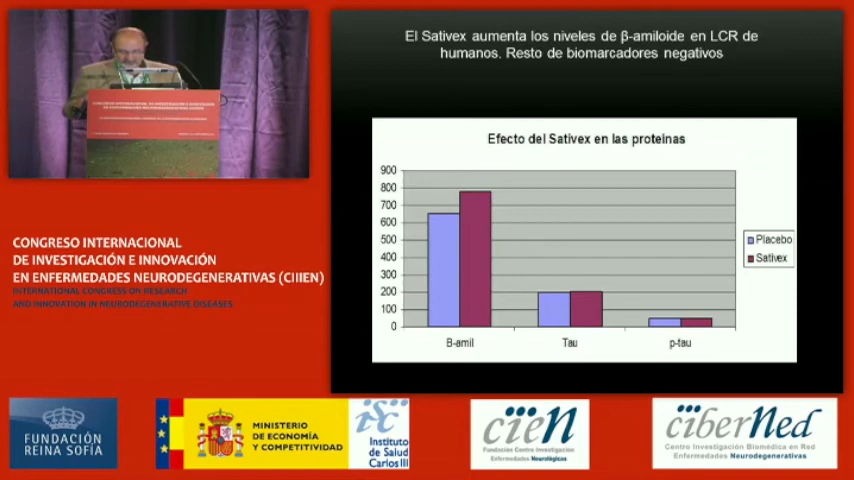 El Sativex aumenta los niveles de β-amiloide en LCR de
humanos. Resto de biomarcadores negativos
Efecto del Sativex en las proteinas
900
800
700
600
500
400
300
200
100
0
B-amil
Tau
p-tau
Placebo
Sativex
CONGRESO INTERNACIONAL
DE INVESTIGACIÓN E INNOVACIÓN
EN ENFERMEDADES NEURODEGENERATIVAS (CIIIEN)
INTERNATIONAL CONGRESS ON RESEARCH
AND INNOVATION IN NEURODEGENERATIVE DISEASES
FUNDACIÓN
REINA SOFÍA
MINISTERIO
DE ECONOMÍA
Y COMPETITIVIDAD
isc
Instituto
de Salud
Carlos III
cien
Fundación Centro Investigación
Enfermedades Neurológicas
ciberned
Centro Investigación Biomédica en Red
Enfermedades Neurodegenerativas